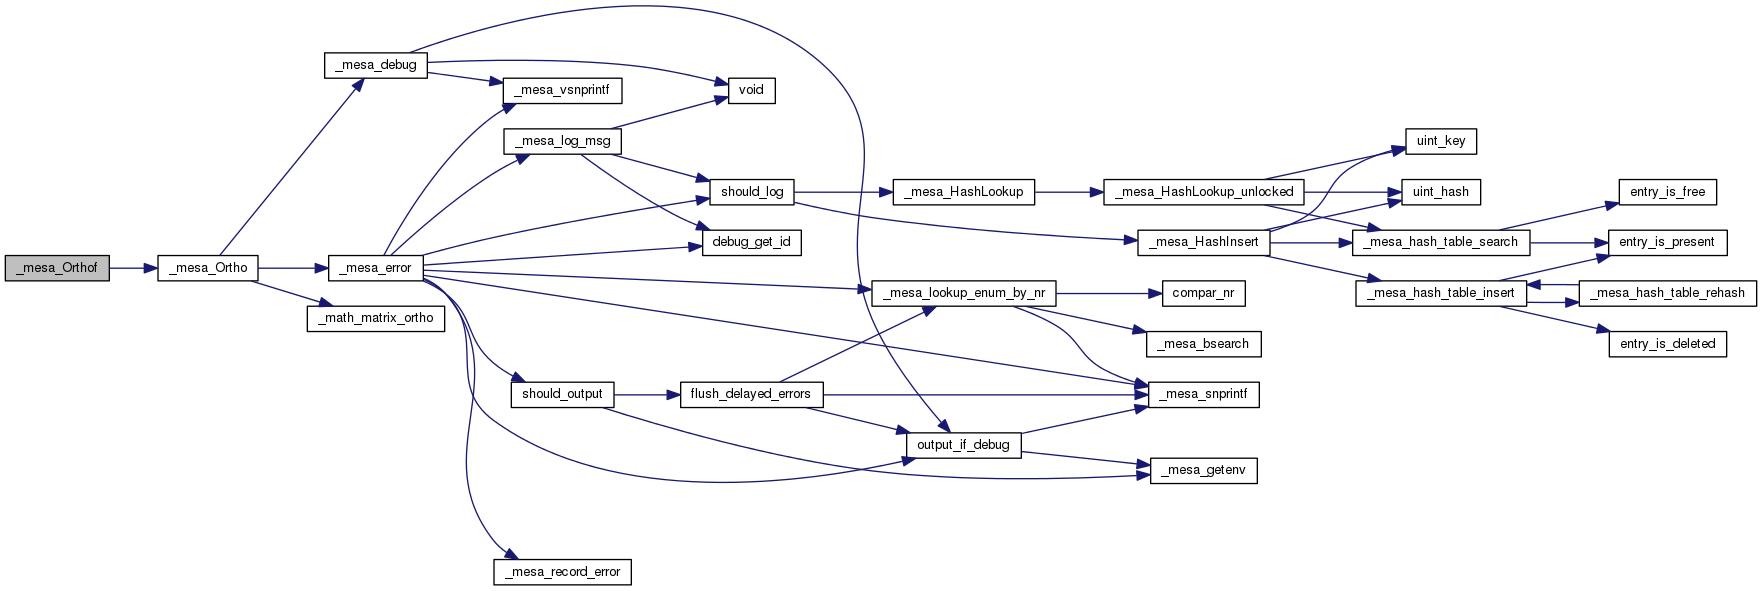 _mesa_Orthof
_mesa_Ortho
_mesa_debug
_mesa_error
_math_matrix_ortho
_mesa_vsnprintf
_mesa_log_msg
should_output
_mesa_record_error
void
should_log
debug_get_id
flush_delayed_errors
_mesa_HashLookup
_mesa_lookup_enum_by_nr
output_if_debug
_mesa_HashLookup_unlocked
_mesa_HashInsert
compar_nr
_mesa_bsearch
_mesa_snprintf
_mesa_getenv
uint_key
uint_hash
_mesa_hash_table_search
_mesa_hash_table_insert
entry_is_free
entry_is_present
_mesa_hash_table_rehash
entry_is_deleted